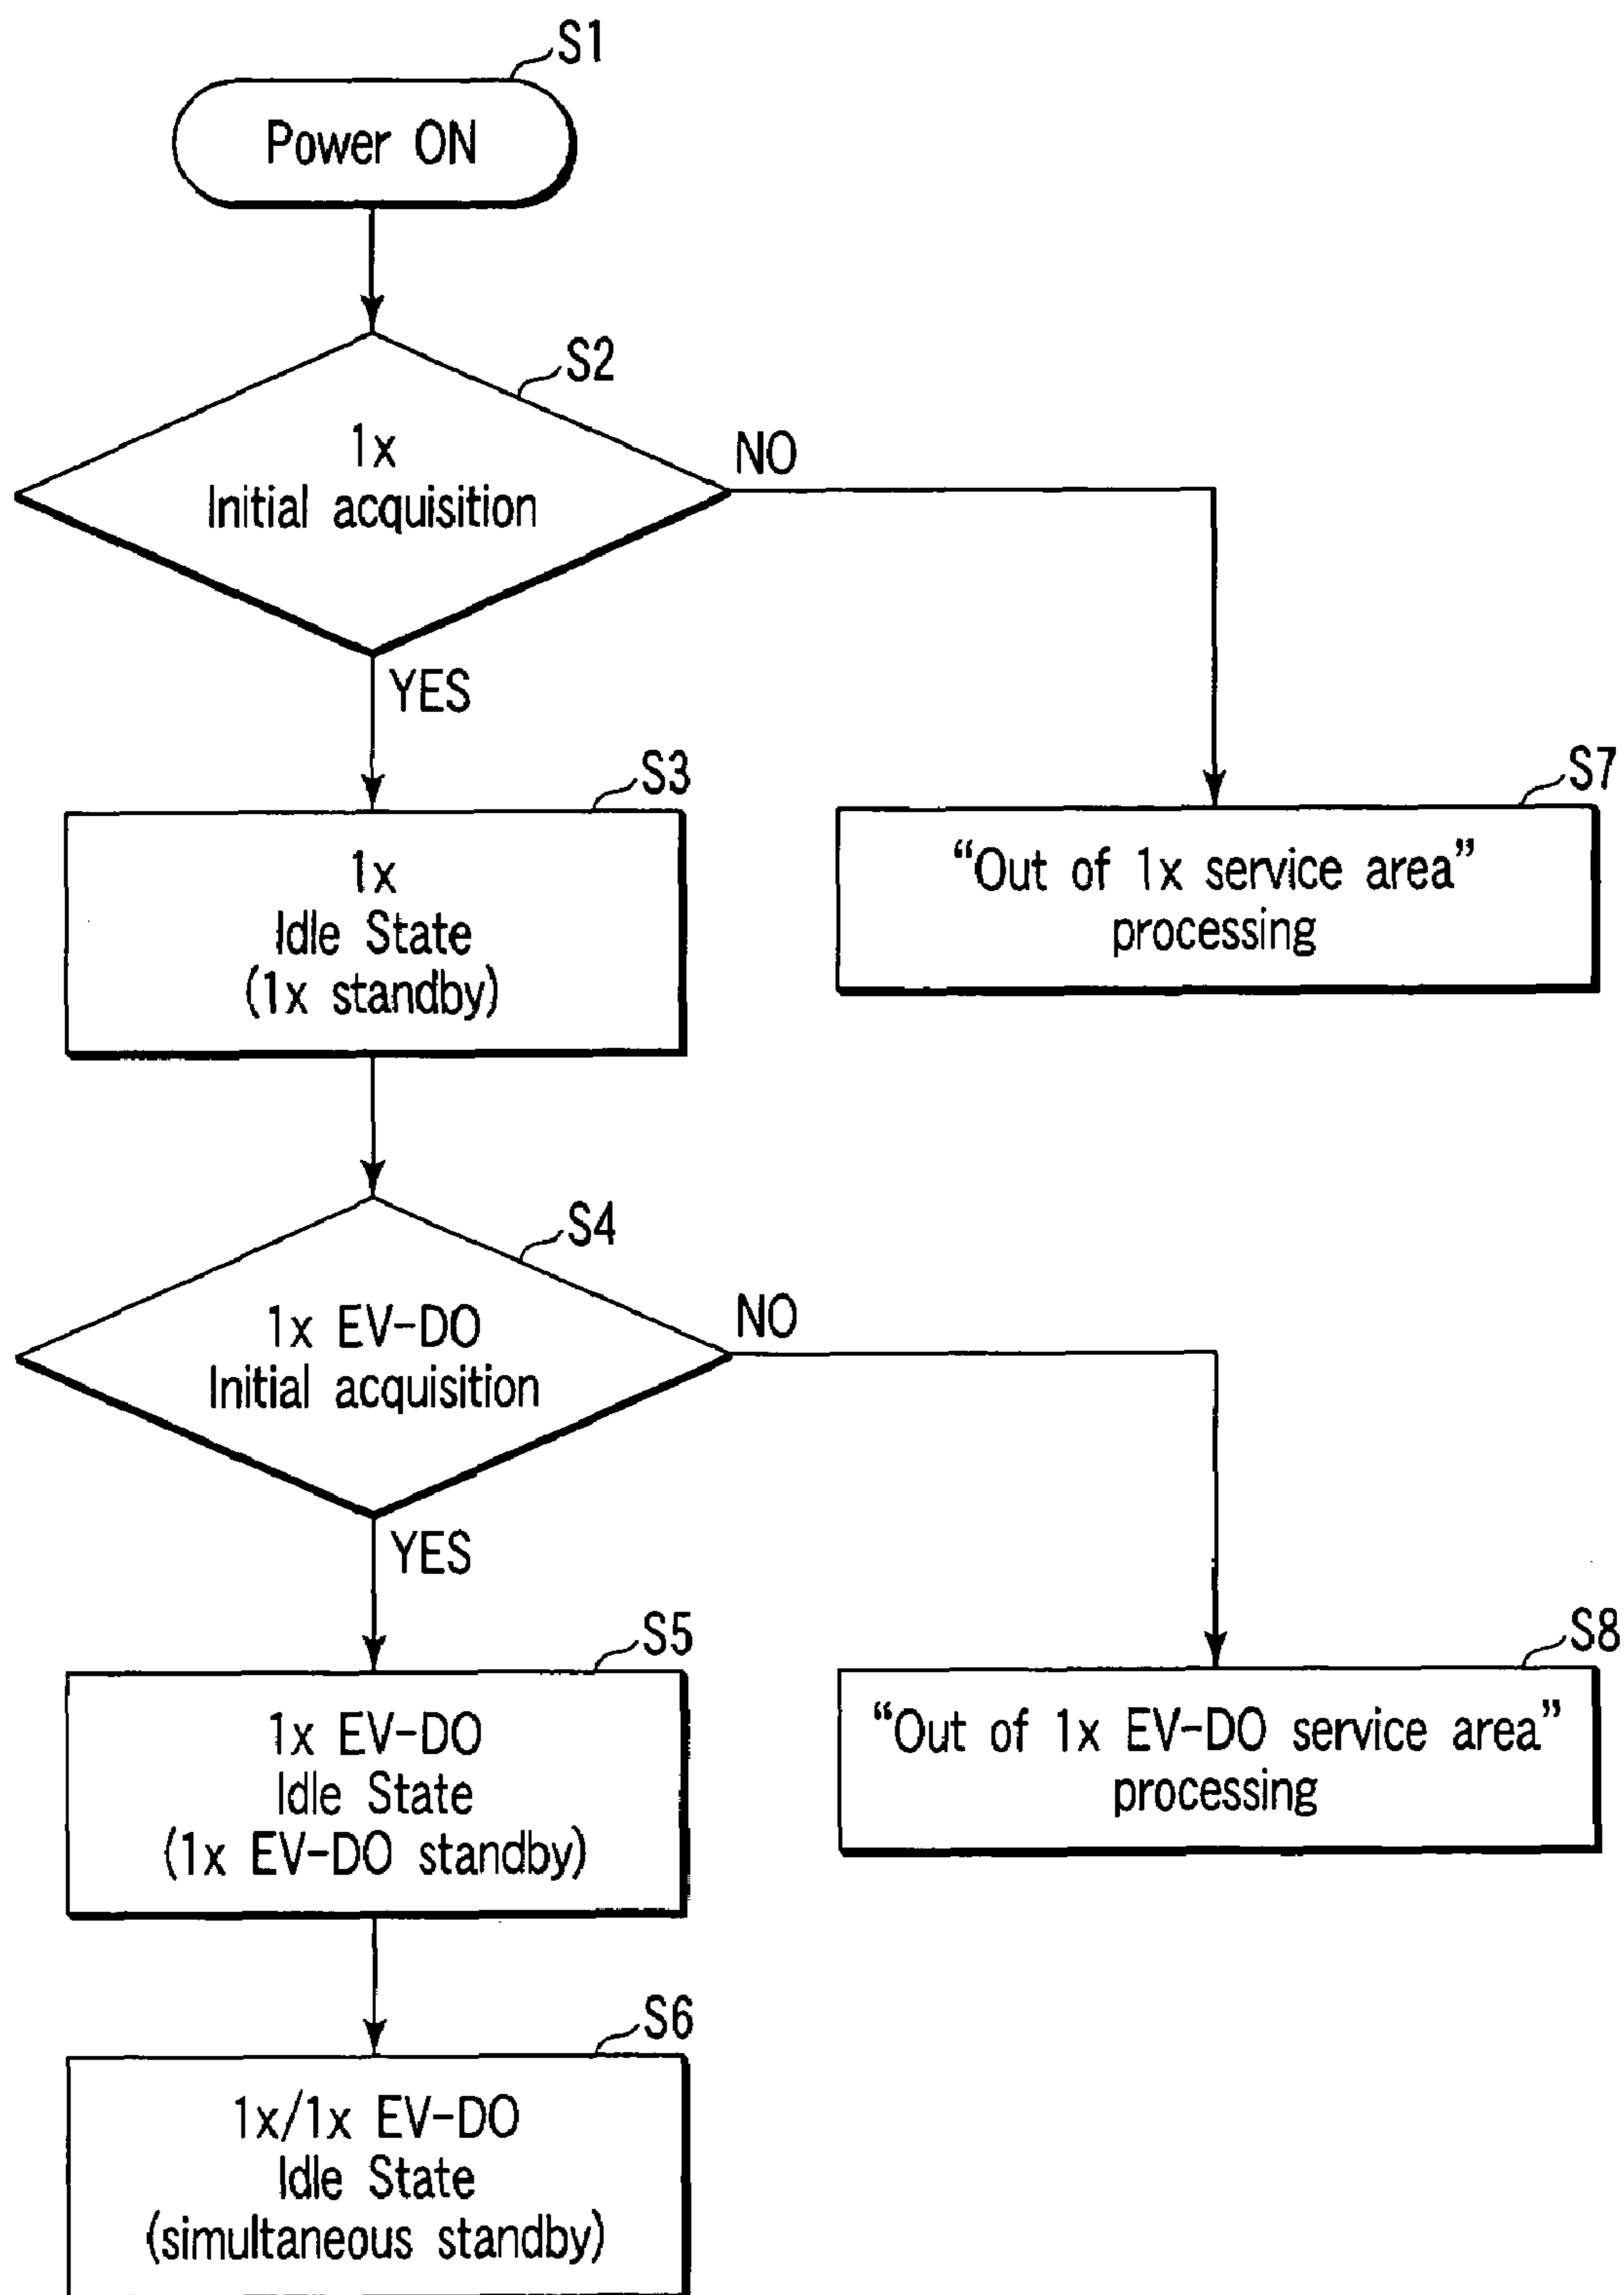 S1
Power ON
S2
1x
Initial acquisition
NO
YES
S3
1x
Idle State
(1x standby)
S7
“Out of 1x service area”
processing
S4
1x EV-DO
Initial acquisition
NO
YES
S5
1x EV-DO
Idle State
(1x EV-DO standby)
S8
“Out of 1x EV-DO service area”
processing
S6
1x/1x EV-DO
Idle State
(simultaneous standby)